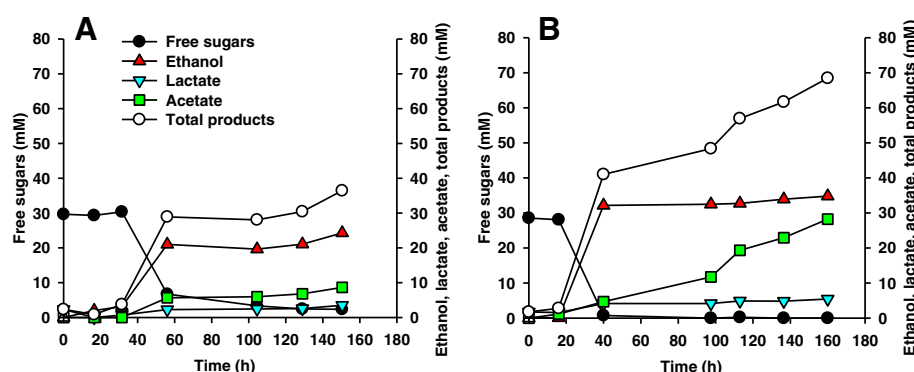 A
B
Free sugars
Ethanol
Lactate
Acetate
Total products
80
70
60
50
40
30
20
10
0
Free sugars (mM)
80
70
60
50
40
30
20
10
0
Ethanol, lactate, acetate, total products (mM)
0 20 40 60 80 100 120 140 160 180
Time (h)
80
70
60
50
40
30
20
10
0
Free sugars (mM)
80
70
60
50
40
30
20
10
0
Ethanol, lactate, acetate, total products (mM)
0 20 40 60 80 100 120 140 160 180
Time (h)